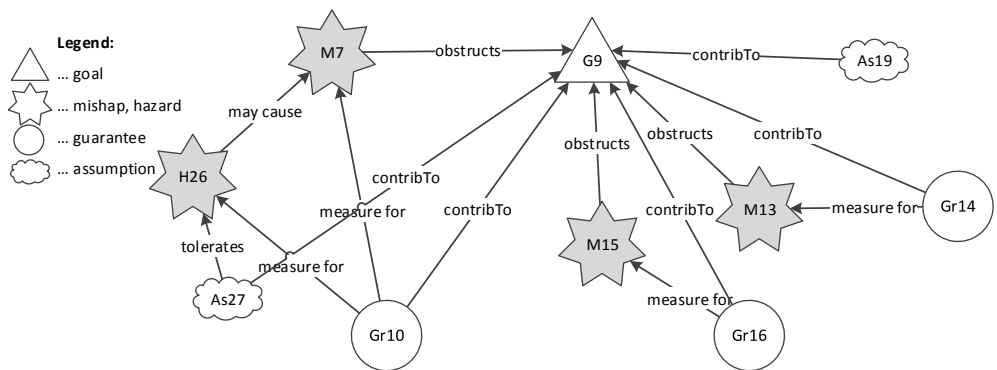 Legend:
... goal
... mishap, hazard
... guarantee
... assumption
M7
obstructs
G9
contribTo
As19
may cause
H26
contribTo
obstructs
obstructs
contribTo
measure for
contribTo
contribTo
M13
measure for
Gr14
tolerates
measure for
M15
As27
measure for
Gr10
Gr16